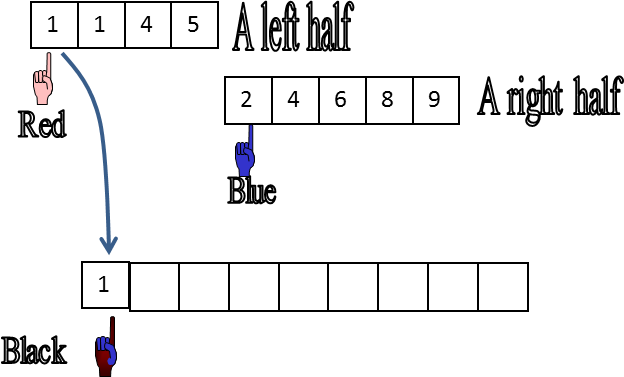 1 1 4 5 A left half
Red
2 4 6 8 9 A right half
Blue
1
Black